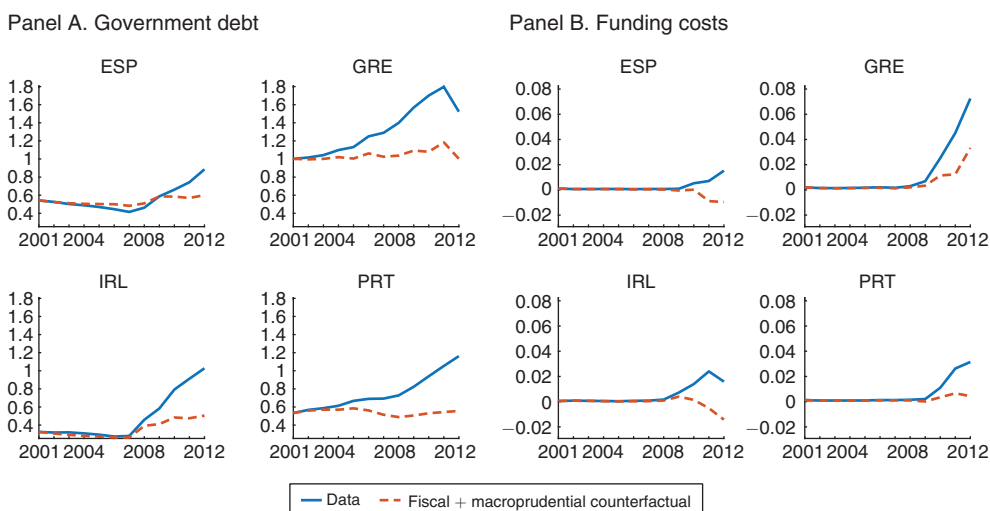 Panel A. Government debt
Panel B. Funding costs
ESP
1.8
1.6
1.4
1.2
1
0.8
0.6
0.4
2001 2004 2008 2012
GRE
1.8
1.6
1.4
1.2
1
0.8
0.6
0.4
2001 2004 2008 2012
ESP
0.08
0.06
0.04
0.02
0
−0.02
2001 2004 2008 2012
GRE
0.08
0.06
0.04
0.02
0
−0.02
2001 2004 2008 2012
IRL
1.8
1.6
1.4
1.2
1
0.8
0.6
0.4
2001 2004 2008 2012
PRT
1.8
1.6
1.4
1.2
1
0.8
0.6
0.4
2001 2004 2008 2012
IRL
0.08
0.06
0.04
0.02
0
−0.02
2001 2004 2008 2012
PRT
0.08
0.06
0.04
0.02
0
−0.02
2001 2004 2008 2012
Data Fiscal + macroprudential counterfactual